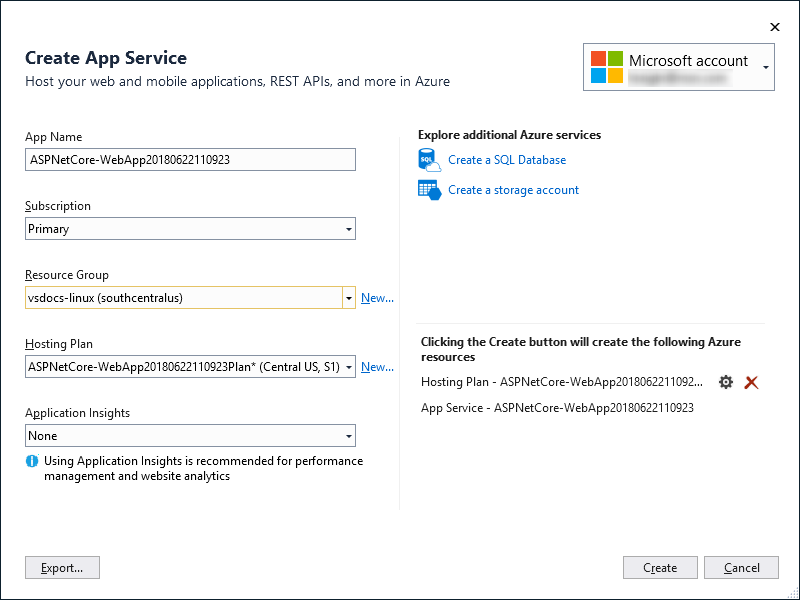 Create App Service
Host your web and mobile applications, REST APIs, and more in Azure
Microsoft account
App Name
ASPNetCore-WebApp20180622110923
Subscription
Primary
Resource Group
vsdocs-linux (southcentralus)
New...
Hosting Plan
ASPNetCore-WebApp20180622110923Plan* (Central US, S1)
New...
Application Insights
None
Using Application Insights is recommended for performance
management and website analytics
Explore additional Azure services
SQL
Create a SQL Database
Create a storage account
Clicking the Create button will create the following Azure
resources
Hosting Plan - ASPNetCore-WebApp2018062211092...
App Service - ASPNetCore-WebApp20180622110923
Export...
Create
Cancel